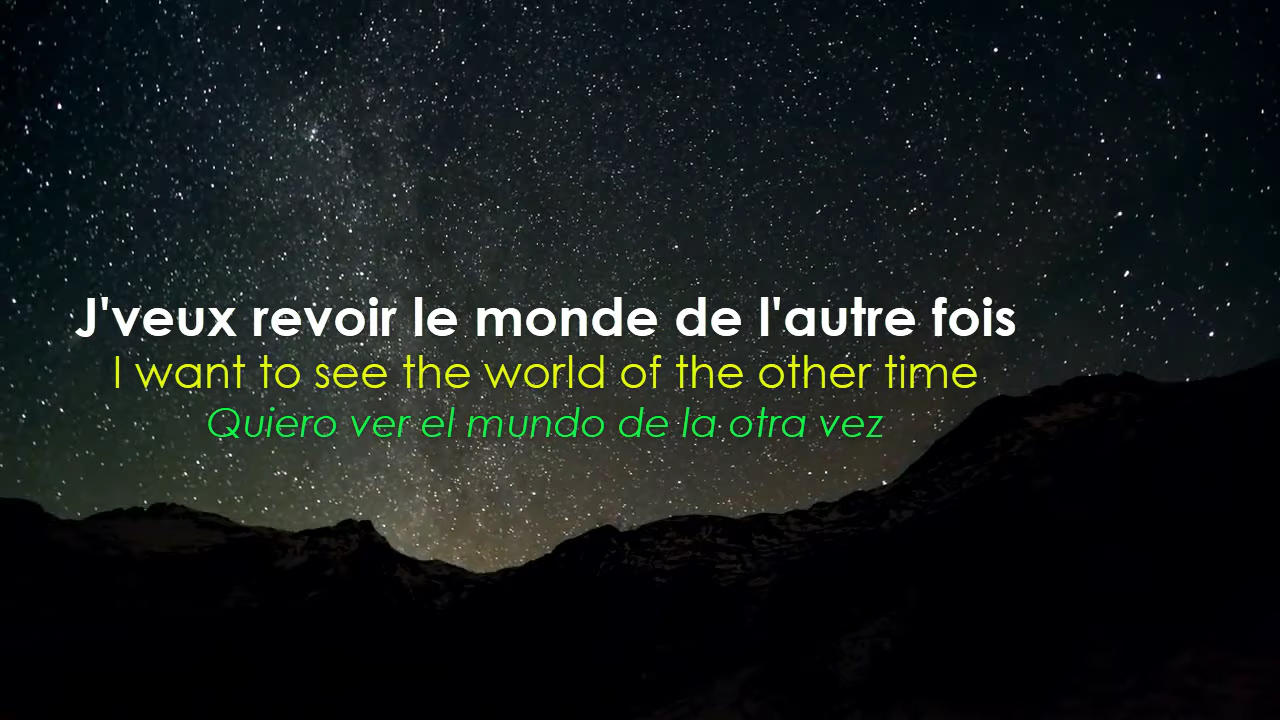 J'veux revoir le monde de l'autre fois
I want to see the world of the other time
Quiero ver el mundo de la otra vez